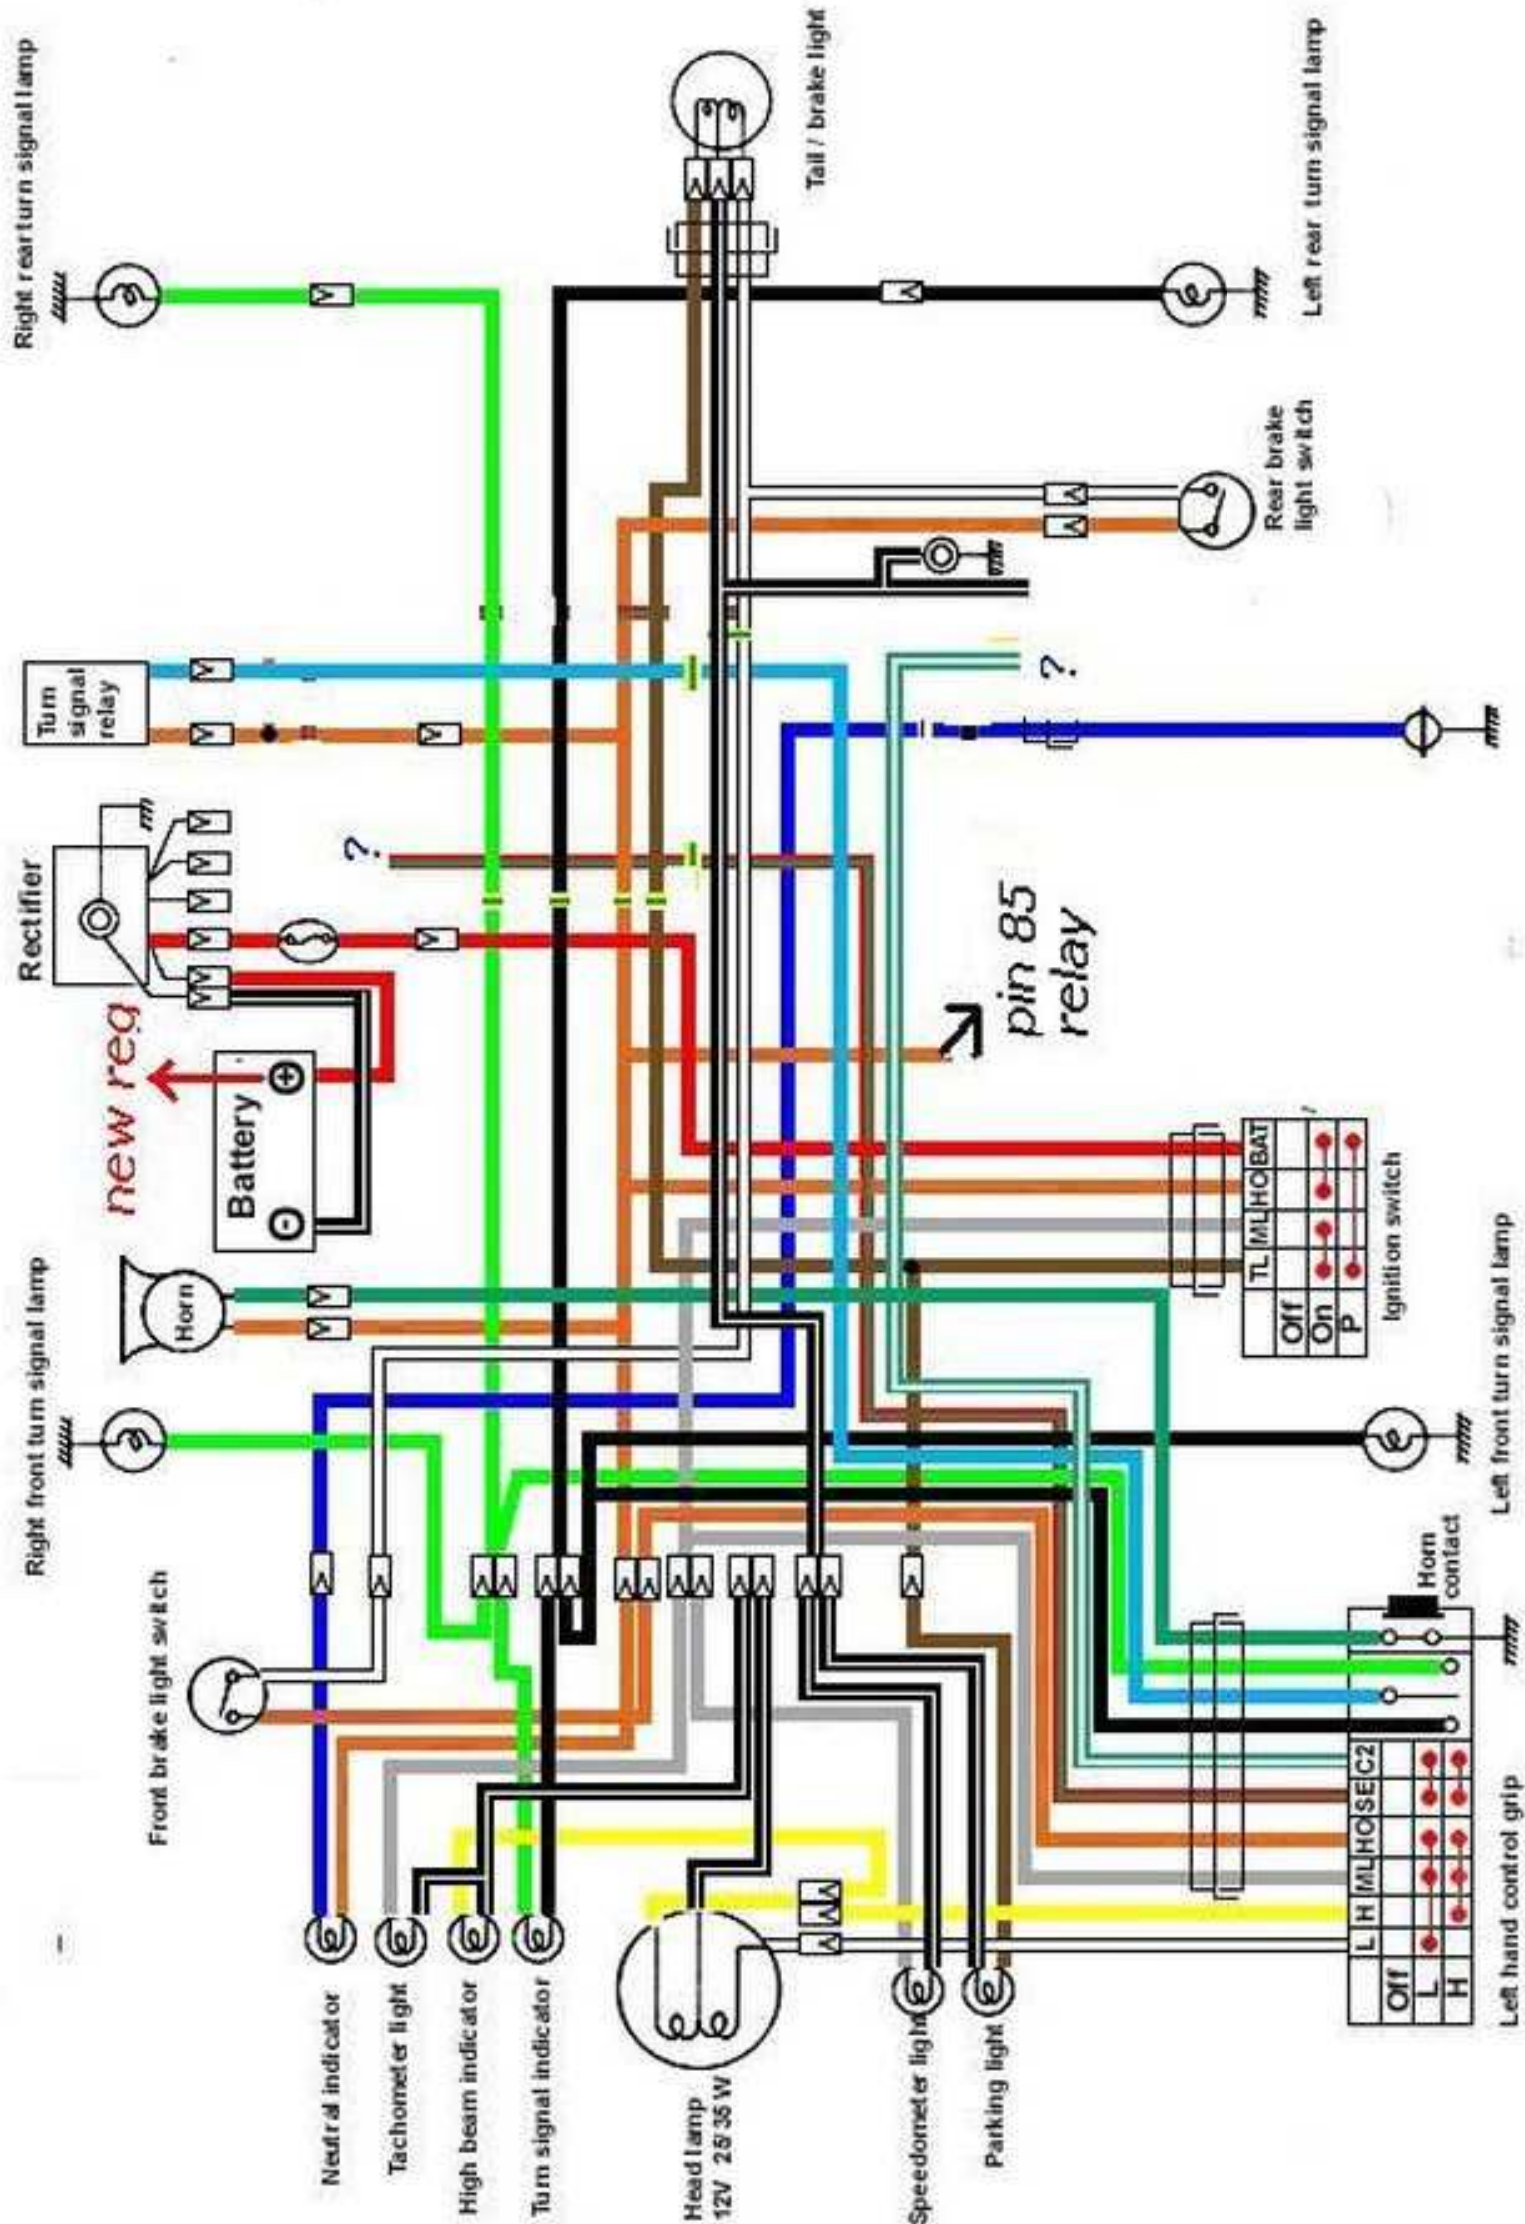 Right rear turn signal lamp
Tail / brake light
Left rear turn signal lamp
Rear brake
light switch
Turn
signal
relay
?
Rectifier
?
new reg
Battery
+
-
pin 85
relay
Horn
TL ML HO BAT
Off
On
P
Ignition switch
Right front turn signal lamp
Left front turn signal lamp
Front brake light switch
Horn
contact
L H ML HO SE C2
Off
L
H
Left hand control grip
Neutral indicator
Tachometer light
High beam indicator
Turn signal indicator
Head lamp
12V 25/35 W
Speedometer light
Parking light